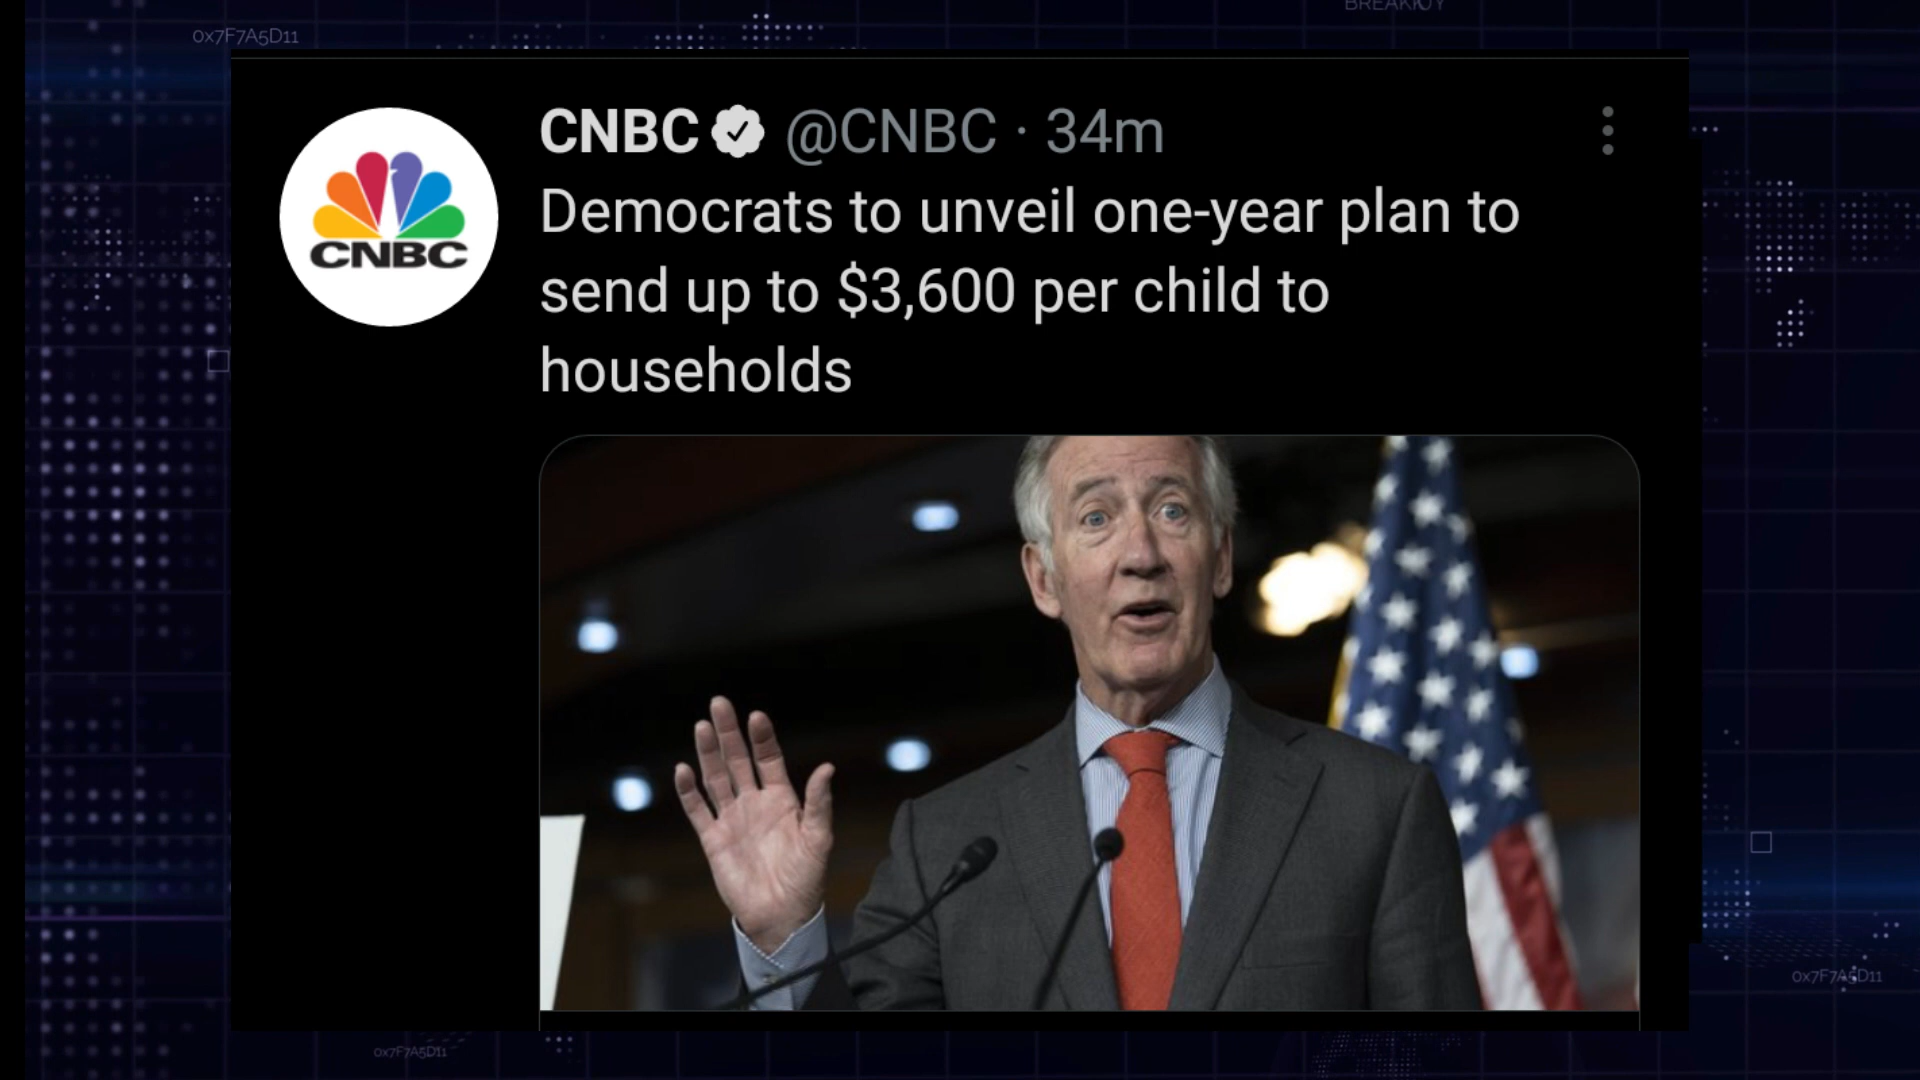 0x7F7A5D11
CNBC @CNBC · 34m
Democrats to unveil one-year plan to
send up to $3,600 per child to
households
CNBC
0x7F7A5D11
0x7F7A5D11